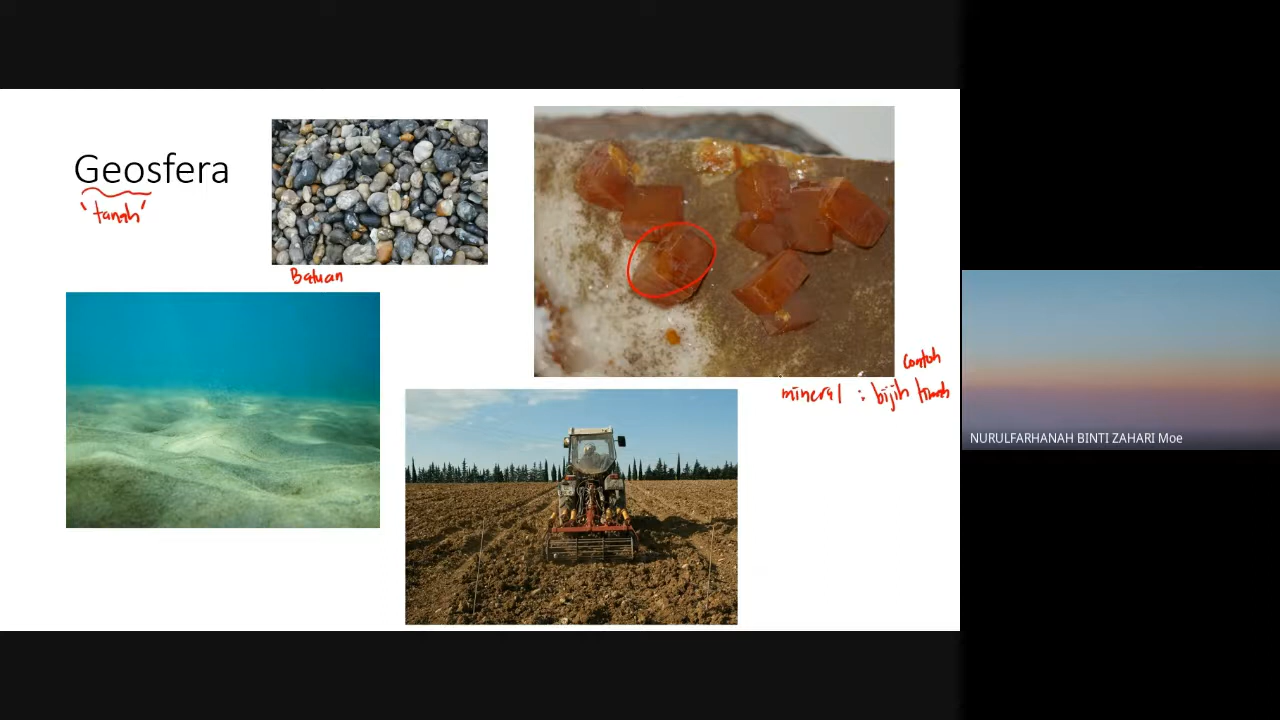 Geosfera
'tanah'
Batuan
contoh
mineral : bijih timah
NURULFARHANAH BINTI ZAHARI Moe